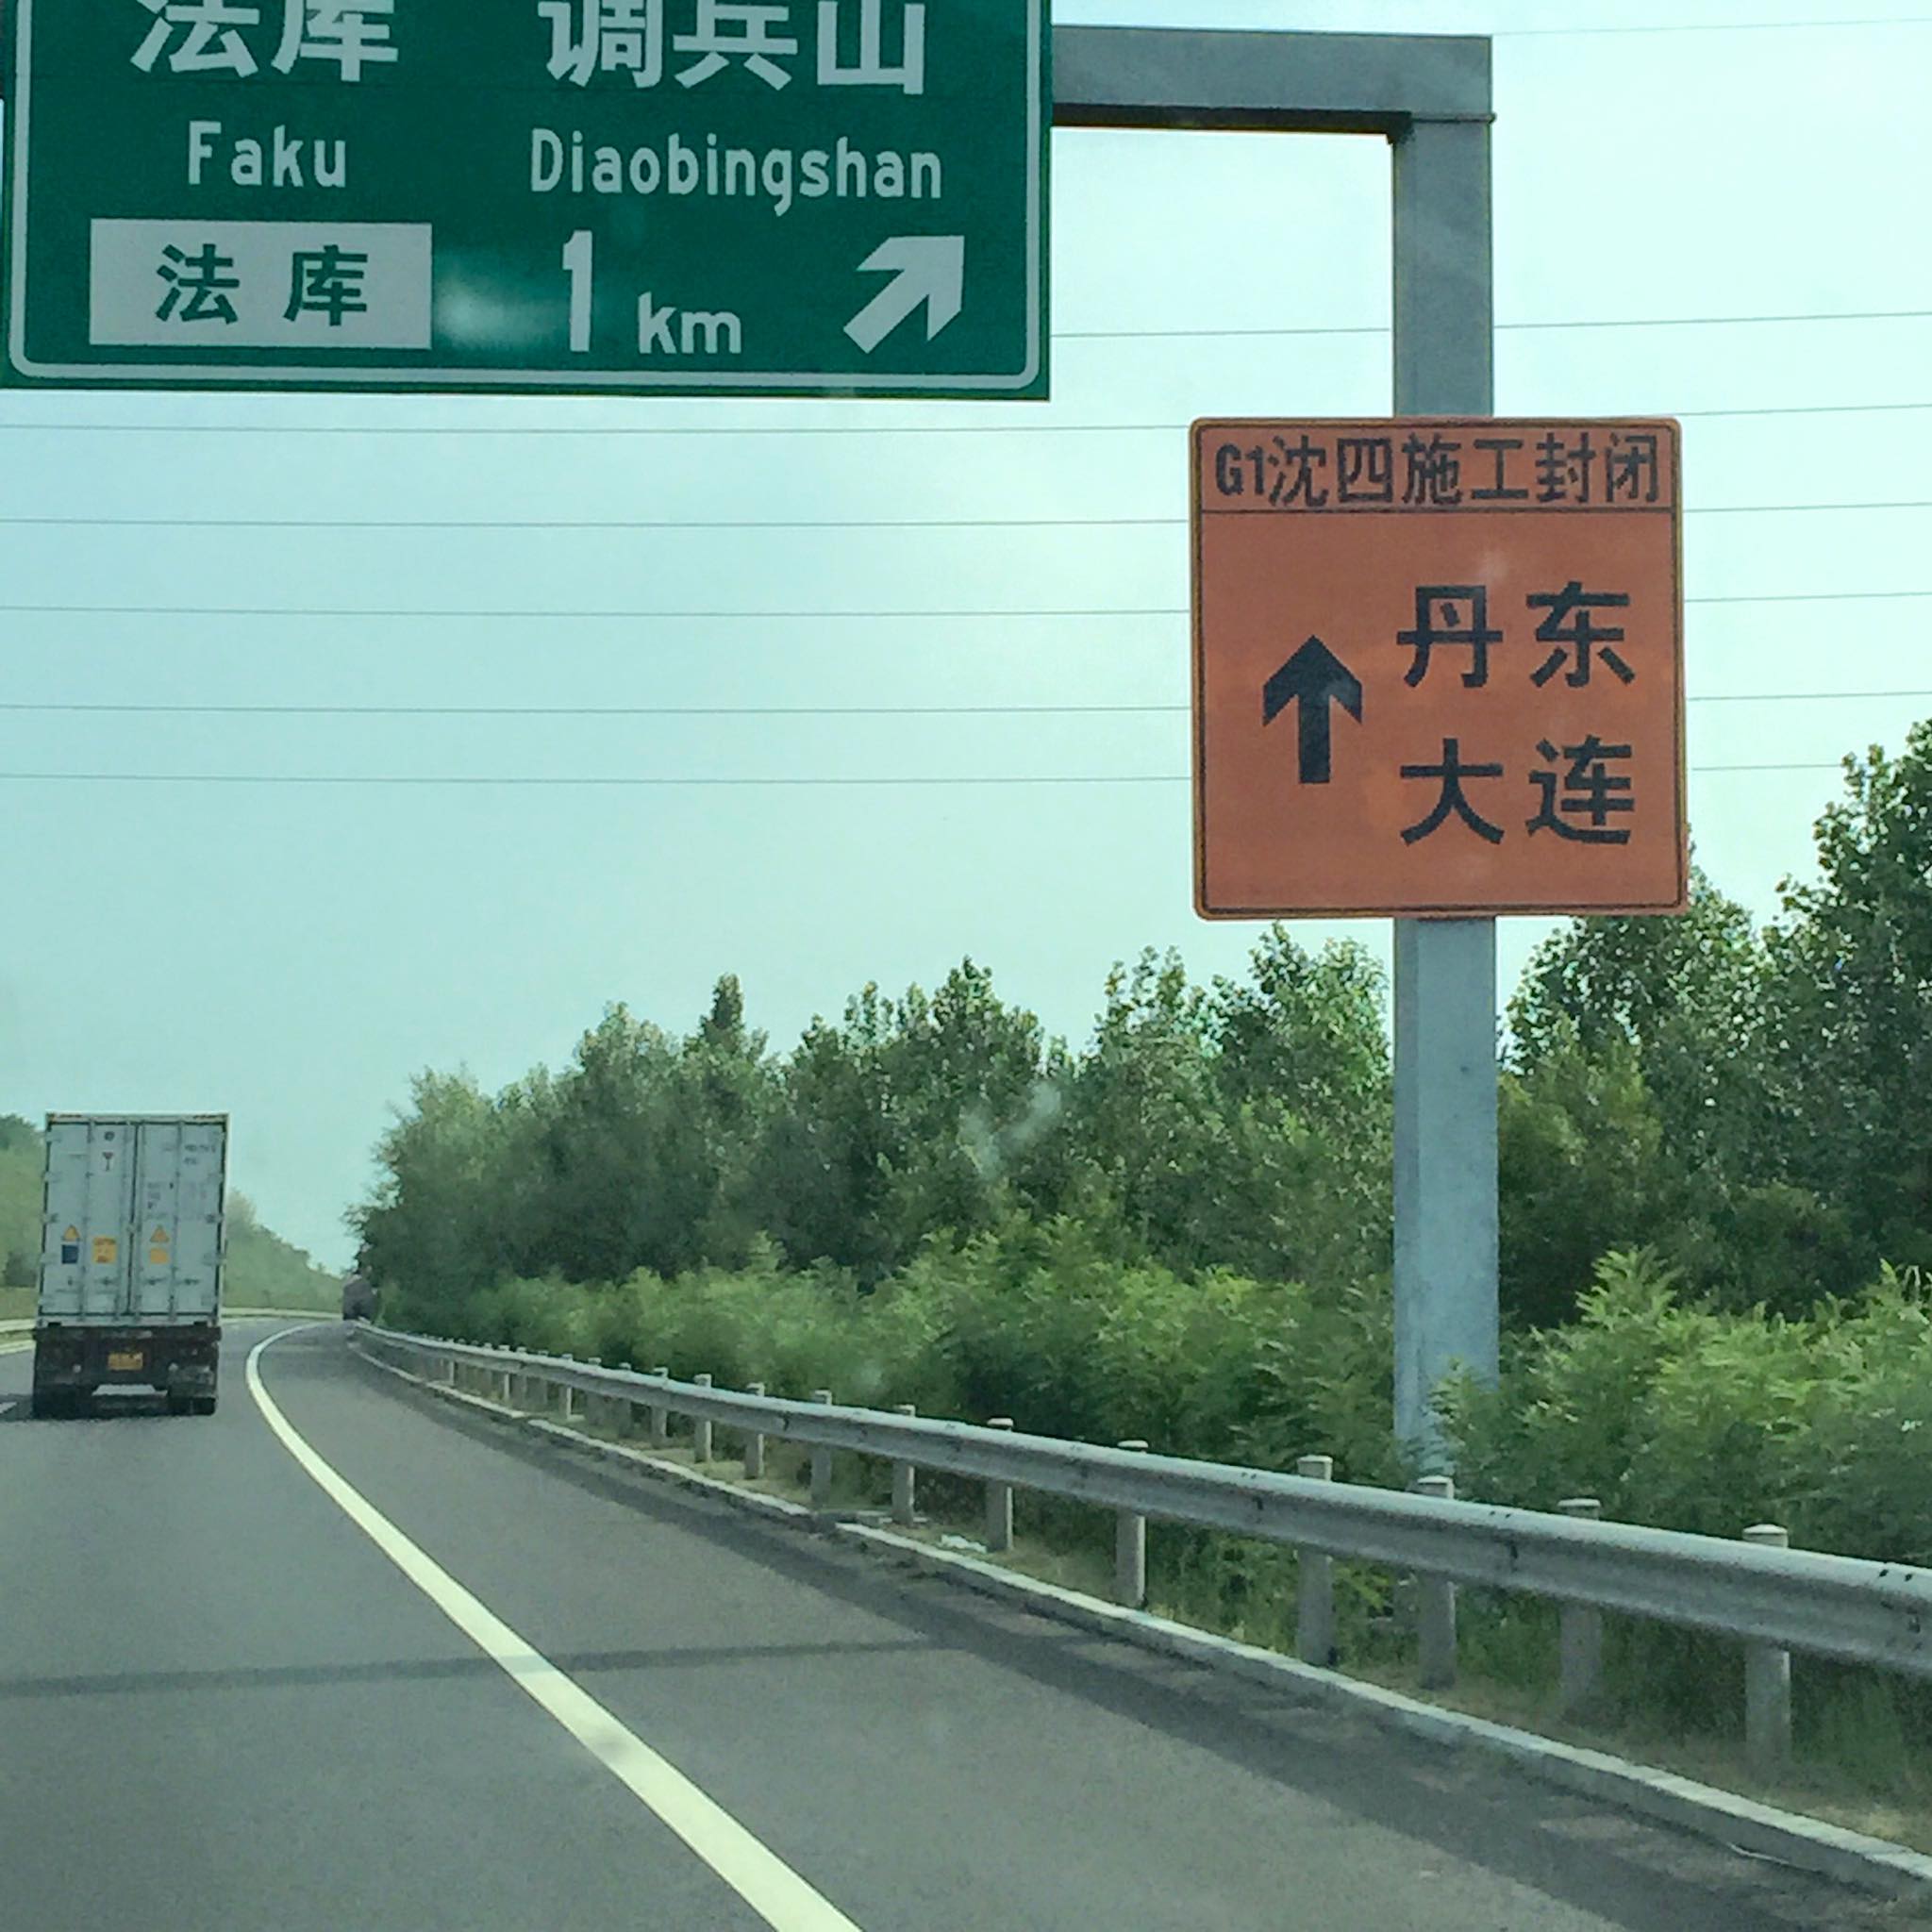 法库 调兵山
Faku Diaobingshan
法库 1 km
G1沈四施工封闭
丹东
大连